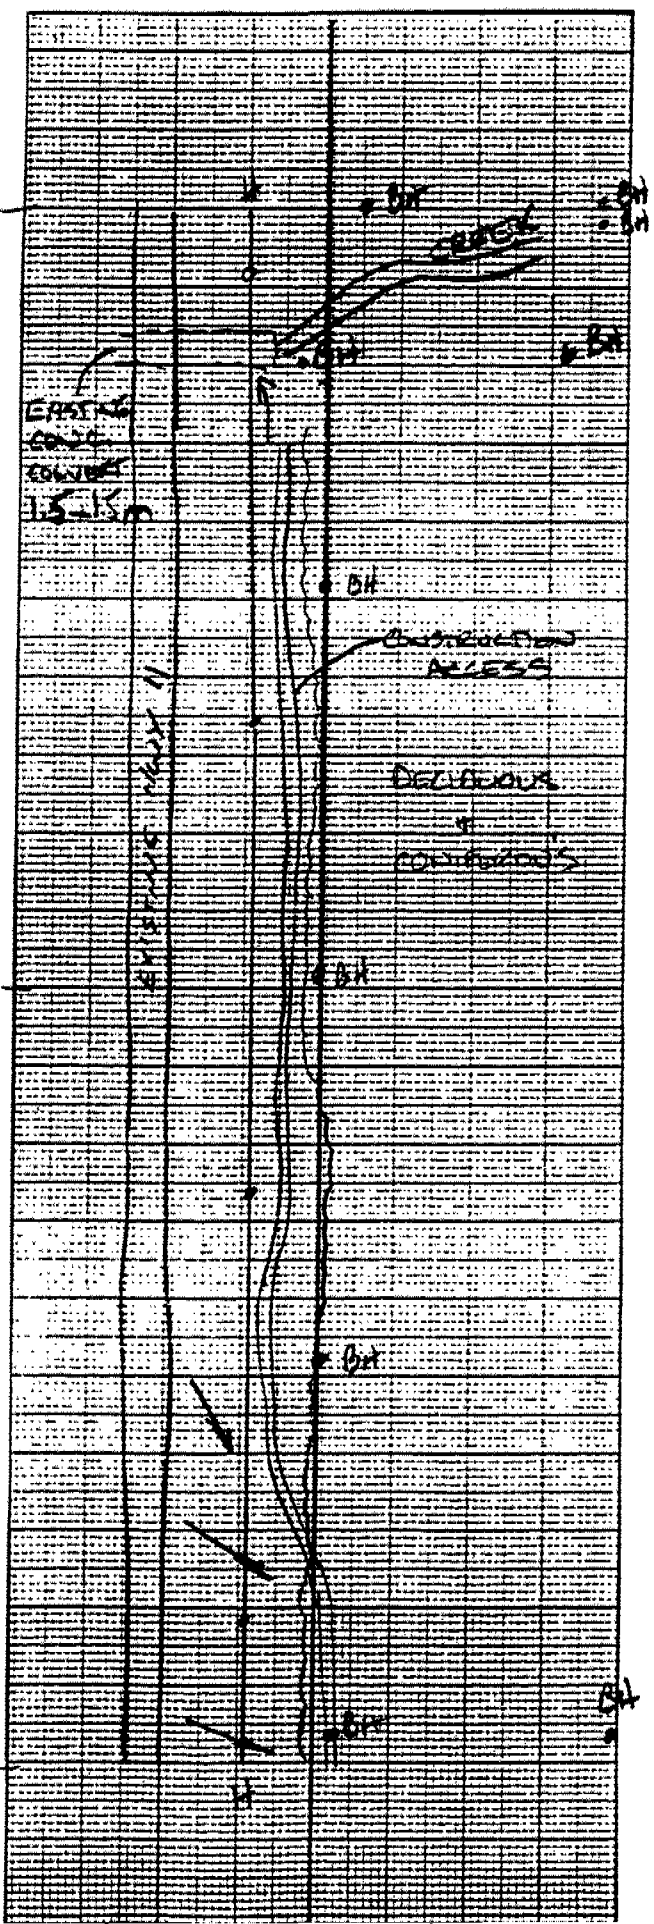 H
BH
BH
BH
CREEK
BH
BH
EXISTING
CONC.
CULVERT
1.5-15m
BH
CONSTRUCTION
ACCESS
EXISTING HWY 11
DECIDUOUS
+
CONIFEROUS
BH
BH
BH
BH
H